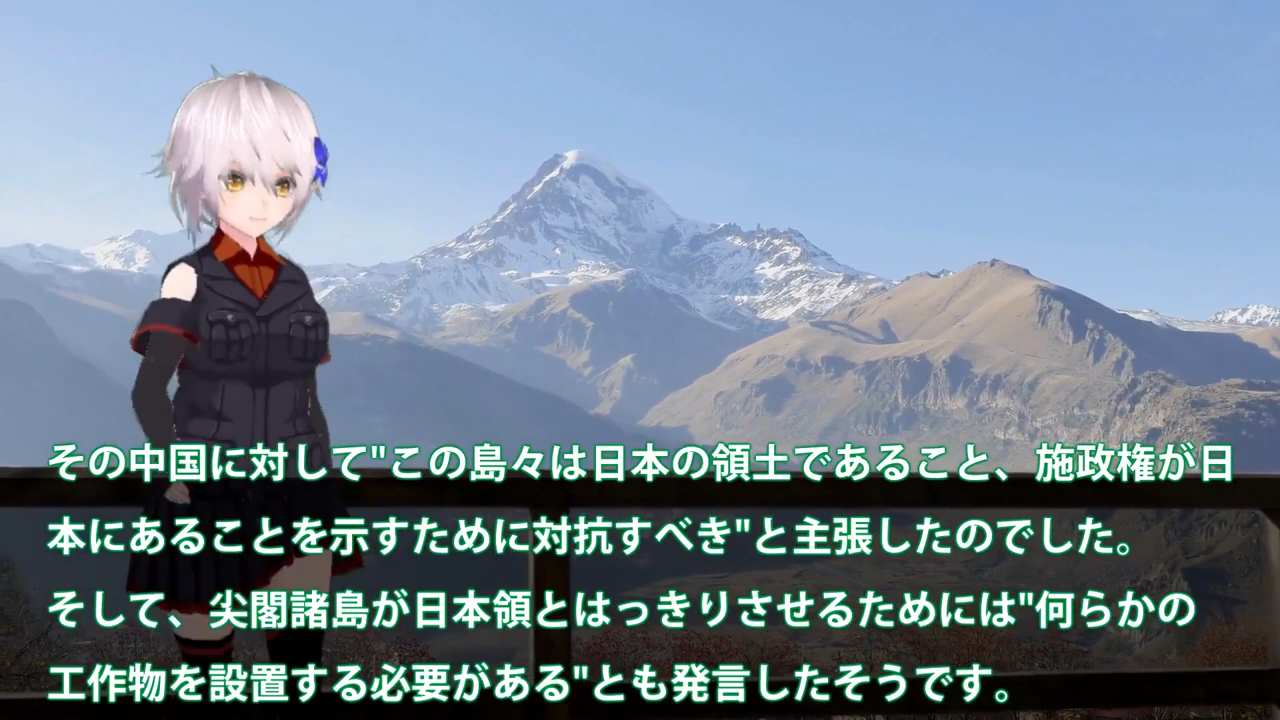 その中国に対して"この島々は日本の領土であること、施政権が日
本にあることを示すために対抗すべき"と主張したのでした。
そして、尖閣諸島が日本領とはっきりさせるためには"何らかの
工作物を設置する必要がある"とも発言したそうです。